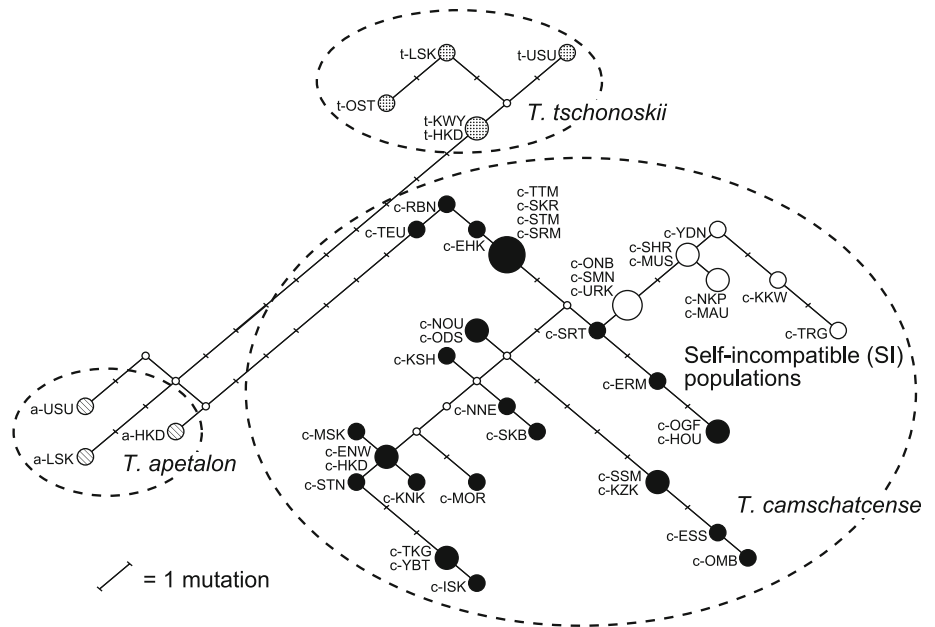 t-LSK
t-USU
t-OST
T. tschonoskii
t-KWY
t-HKD
c-TTM
c-SKR
c-STM
c-SRM
c-RBN
c-TEU
c-EHK
c-YDN
c-SHR
c-MUS
c-ONB
c-SMN
c-URK
c-NKP
c-MAU
c-KKW
c-TRG
c-NOU
c-ODS
c-SRT
c-KSH
Self-incompatible (SI)
populations
c-ERM
a-USU
a-HKD
a-LSK
T. apetalon
c-NNE
c-SKB
c-OGF
c-HOU
c-MSK
c-ENW
c-HKD
c-STN
c-KNK
c-MOR
c-SSM
c-KZK
T. camschatcense
c-ESS
c-OMB
c-TKG
c-YBT
c-ISK
= 1 mutation